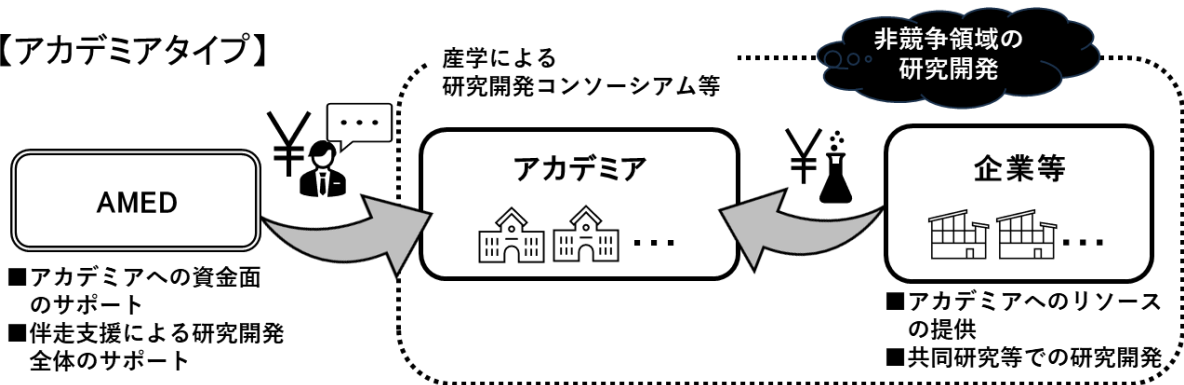 【アカデミアタイプ】
産学による
研究開発コンソーシアム等
非競争領域の
研究開発
AMED
アカデミア
...
企業等
...
■アカデミアへの資金面
のサポート
■伴走支援による研究開発
全体のサポート
■アカデミアへのリソース
の提供
■共同研究等での研究開発